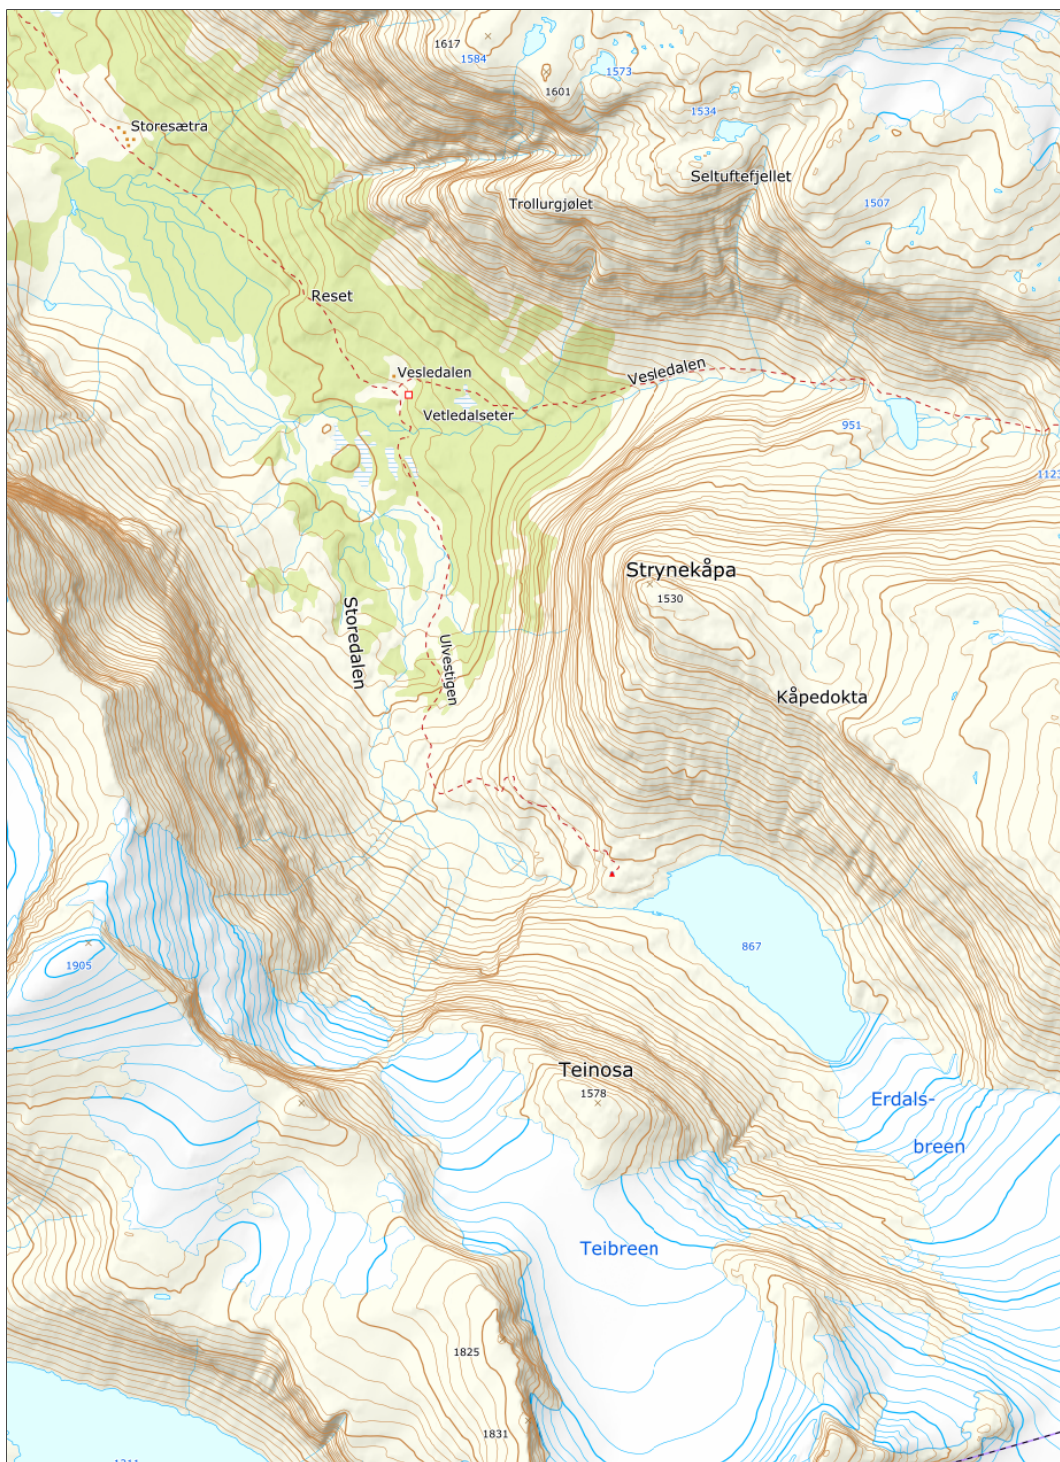 1617
1584
1573
1601
1534
Storesætra
Seltuftefjellet
Trollurgjølet
1507
Reset
Vesledalen
Vesledalen
Vetledalseter
951
1123
Strynekåpa
1530
Storedalen
Ulvestigen
Kåpedokta
867
1905
Teinosa
1578
Erdals-
breen
Teibreen
1825
1831